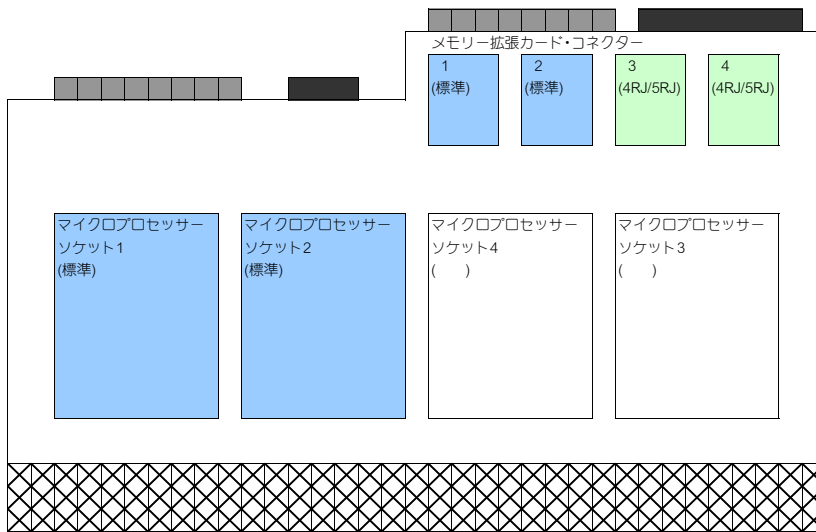 メモリー拡張カード・コネクター
1 2 3 4
(標準) (標準) (4RJ/5RJ) (4RJ/5RJ)
マイクロプロセッサー マイクロプロセッサー マイクロプロセッサー マイクロプロセッサー
ソケット1 ソケット2 ソケット4 ソケット3
(標準) (標準) (　　) (　　)